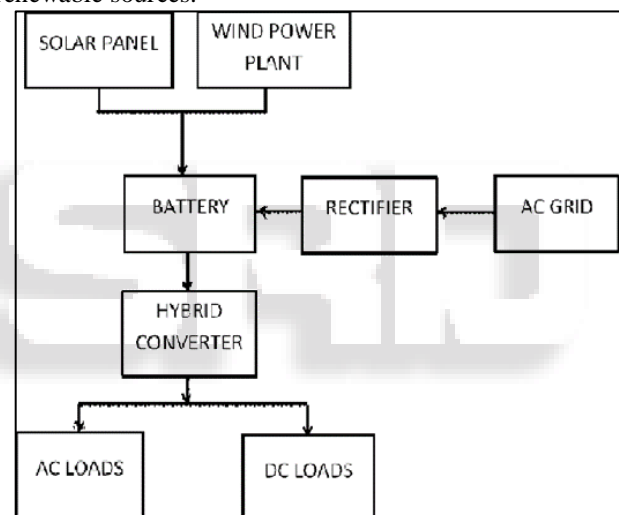 renewable sources.
SOLAR PANEL
WIND POWER
PLANT
BATTERY
RECTIFIER
AC GRID
HYBRID
CONVERTER
AC LOADS
DC LOADS